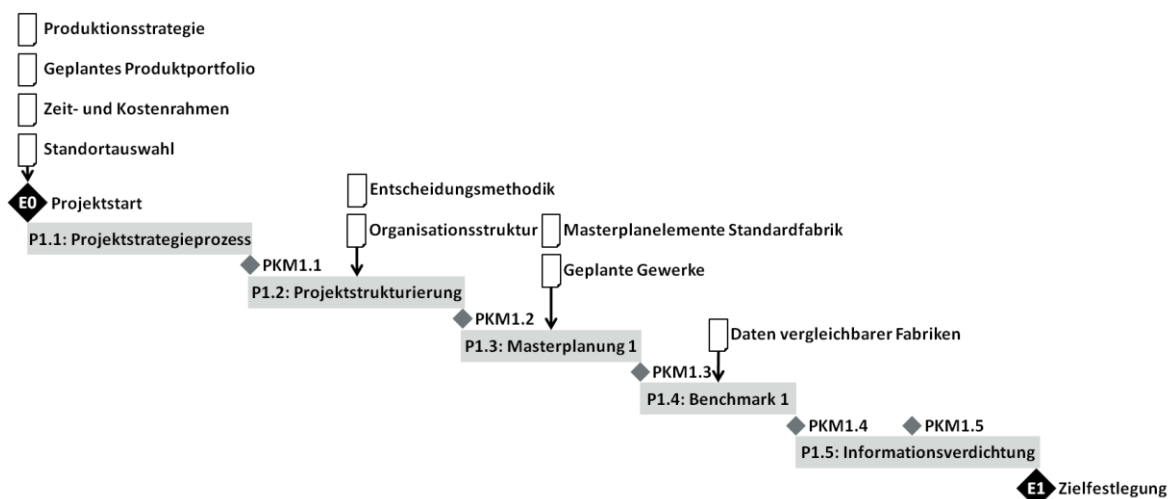 Produktionsstrategie
Geplantes Produktportfolio
Zeit- und Kostenrahmen
Standortauswahl
E0 Projektstart
P1.1: Projektstrategieprozess
PKM1.1
Entscheidungsmethodik
Organisationsstruktur
P1.2: Projektstrukturierung
PKM1.2
Masterplanelemente Standardfabrik
Geplante Gewerke
P1.3: Masterplanung 1
PKM1.3
Daten vergleichbarer Fabriken
P1.4: Benchmark 1
PKM1.4
PKM1.5
P1.5: Informationsverdichtung
E1 Zielfestlegung